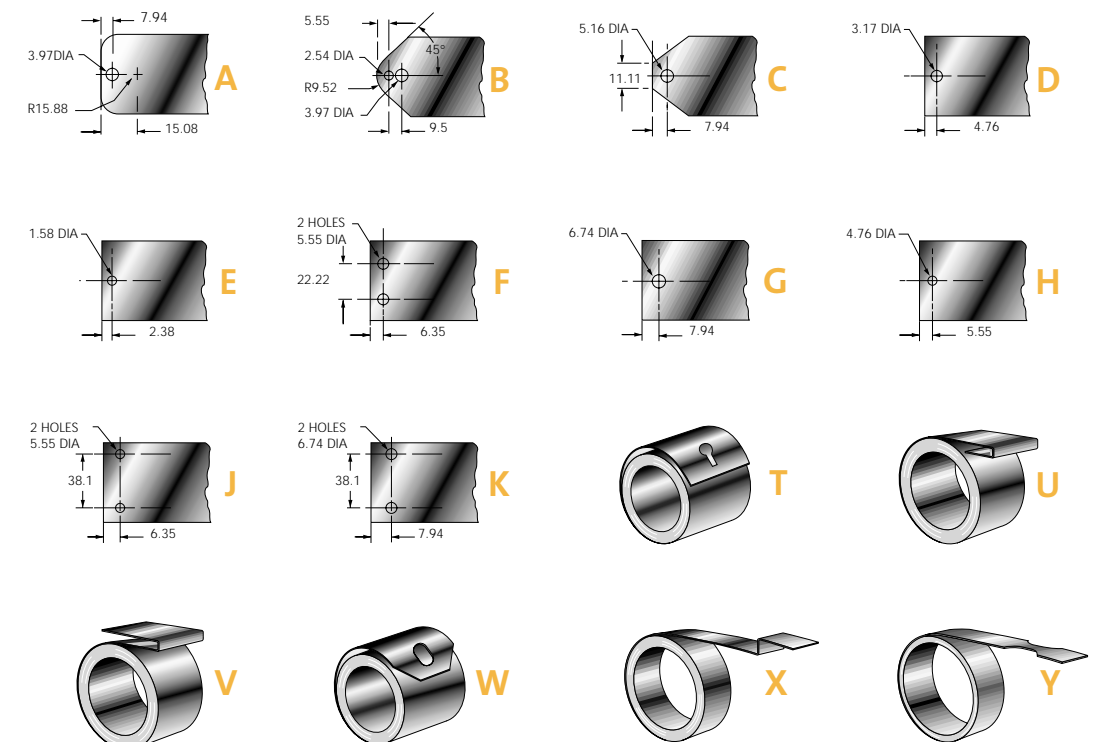 7.94
3.97DIA
R15.88
15.08
A
5.55
2.54 DIA
R9.52
3.97 DIA
45°
9.5
B
5.16 DIA
11.11
7.94
C
3.17 DIA
4.76
D
1.58 DIA
2.38
E
2 HOLES
5.55 DIA
22.22
6.35
F
6.74 DIA
7.94
G
4.76 DIA
5.55
H
2 HOLES
5.55 DIA
38.1
6.35
J
2 HOLES
6.74 DIA
38.1
7.94
K
T
U
V
W
X
Y